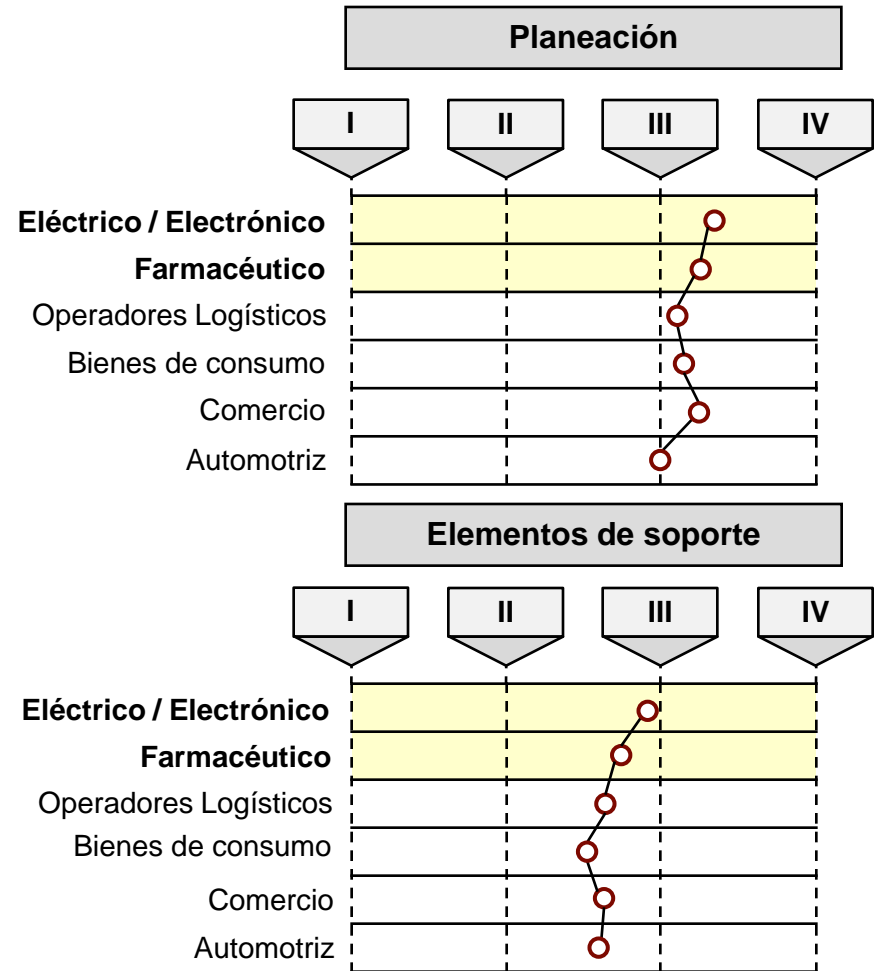 Planeación
I II III IV
Eléctrico / Electrónico
Farmacéutico
Operadores Logísticos
Bienes de consumo
Comercio
Automotriz
Elementos de soporte
I II III IV
Eléctrico / Electrónico
Farmacéutico
Operadores Logísticos
Bienes de consumo
Comercio
Automotriz